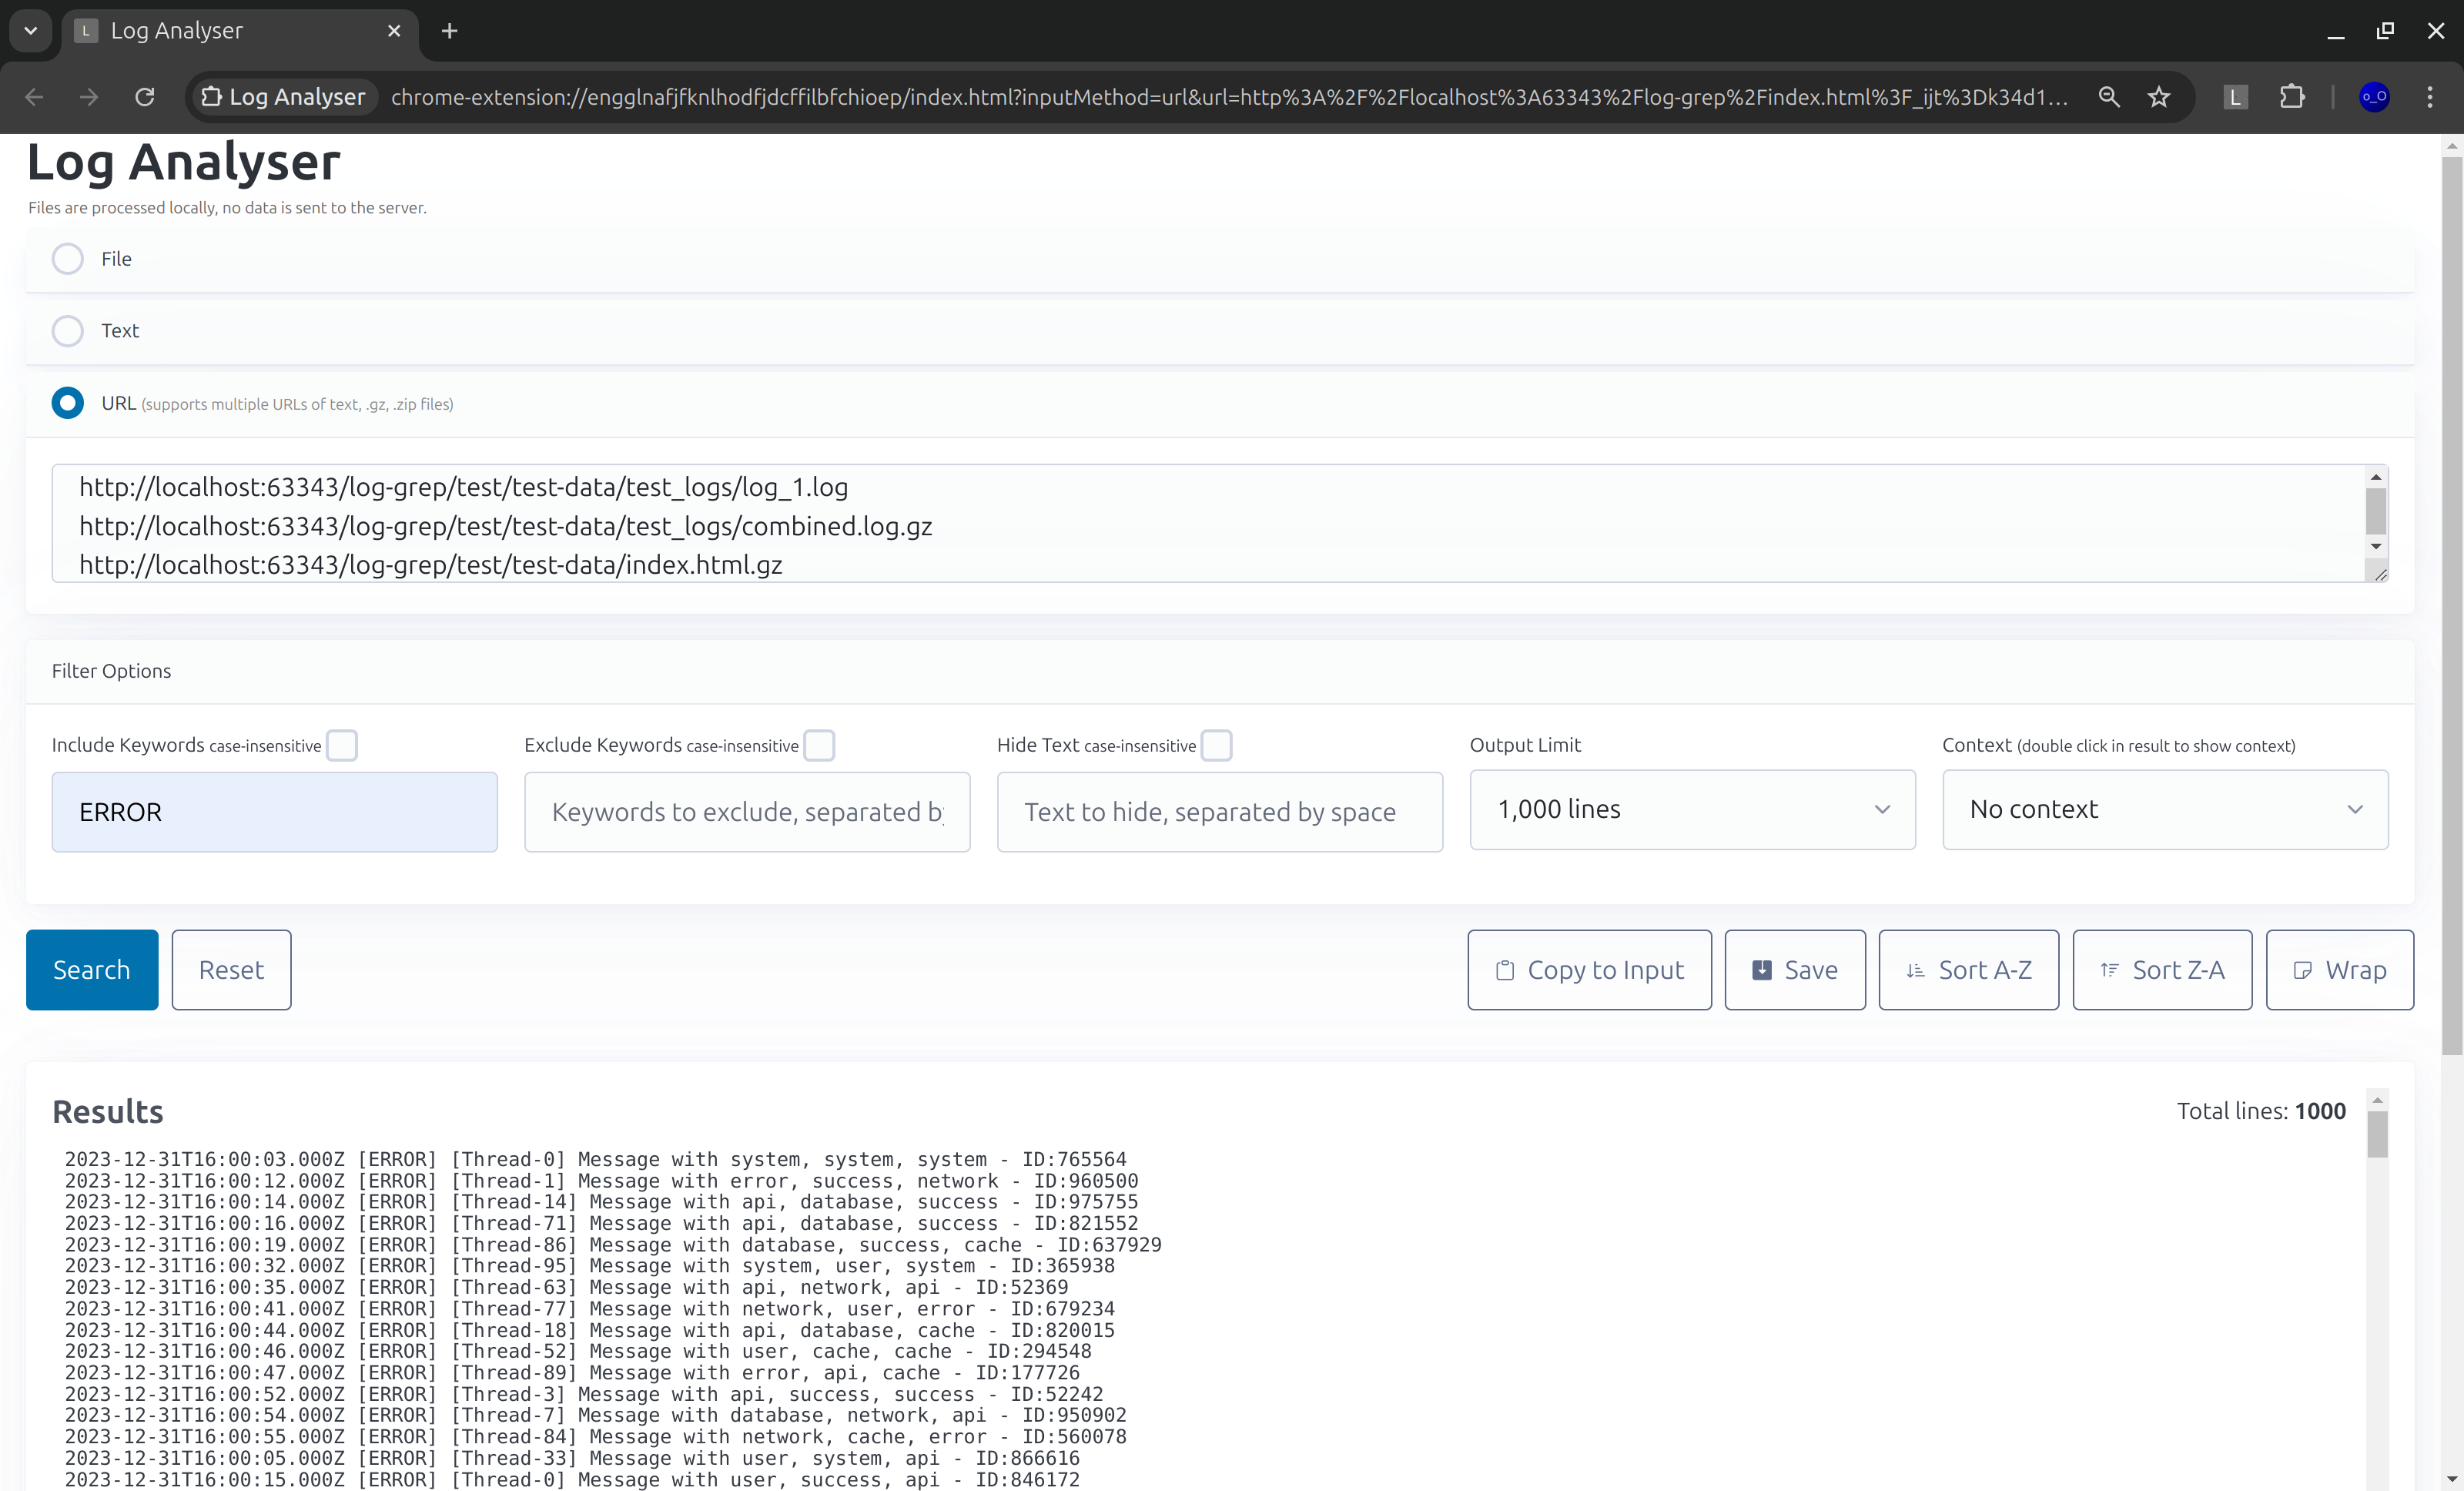 L Log Analyser
Log Analyser chrome-extension://engglnafjfknlhodfjdcffilbfchioep/index.html?inputMethod=url&url=http%3A%2F%2Flocalhost%3A63343%2Flog-grep%2Findex.html%3F_ijt%3Dk34d1... L o_O
Log Analyser
Files are processed locally, no data is sent to the server.
File
Text
URL (supports multiple URLs of text, .gz, .zip files)
http://localhost:63343/log-grep/test/test-data/test_logs/log_1.log
http://localhost:63343/log-grep/test/test-data/test_logs/combined.log.gz
http://localhost:63343/log-grep/test/test-data/index.html.gz
Filter Options
Include Keywords case-insensitive Exclude Keywords case-insensitive Hide Text case-insensitive Output Limit Context (double click in result to show context)
ERROR Keywords to exclude, separated by Text to hide, separated by space 1,000 lines No context
Search Reset Copy to Input Save Sort A-Z Sort Z-A Wrap
Results Total lines: 1000
2023-12-31T16:00:03.000Z [ERROR] [Thread-0] Message with system, system, system - ID:765564
2023-12-31T16:00:12.000Z [ERROR] [Thread-1] Message with error, success, network - ID:960500
2023-12-31T16:00:14.000Z [ERROR] [Thread-14] Message with api, database, success - ID:975755
2023-12-31T16:00:16.000Z [ERROR] [Thread-71] Message with api, database, success - ID:821552
2023-12-31T16:00:19.000Z [ERROR] [Thread-86] Message with database, success, cache - ID:637929
2023-12-31T16:00:32.000Z [ERROR] [Thread-95] Message with system, user, system - ID:365938
2023-12-31T16:00:35.000Z [ERROR] [Thread-63] Message with api, network, api - ID:52369
2023-12-31T16:00:41.000Z [ERROR] [Thread-77] Message with network, user, error - ID:679234
2023-12-31T16:00:44.000Z [ERROR] [Thread-18] Message with api, database, cache - ID:820015
2023-12-31T16:00:46.000Z [ERROR] [Thread-52] Message with user, cache, cache - ID:294548
2023-12-31T16:00:47.000Z [ERROR] [Thread-89] Message with error, api, cache - ID:177726
2023-12-31T16:00:52.000Z [ERROR] [Thread-3] Message with api, success, success - ID:52242
2023-12-31T16:00:54.000Z [ERROR] [Thread-7] Message with database, network, api - ID:950902
2023-12-31T16:00:55.000Z [ERROR] [Thread-84] Message with network, cache, error - ID:560078
2023-12-31T16:00:05.000Z [ERROR] [Thread-33] Message with user, system, api - ID:866616
2023-12-31T16:00:15.000Z [ERROR] [Thread-0] Message with user, success, api - ID:846172